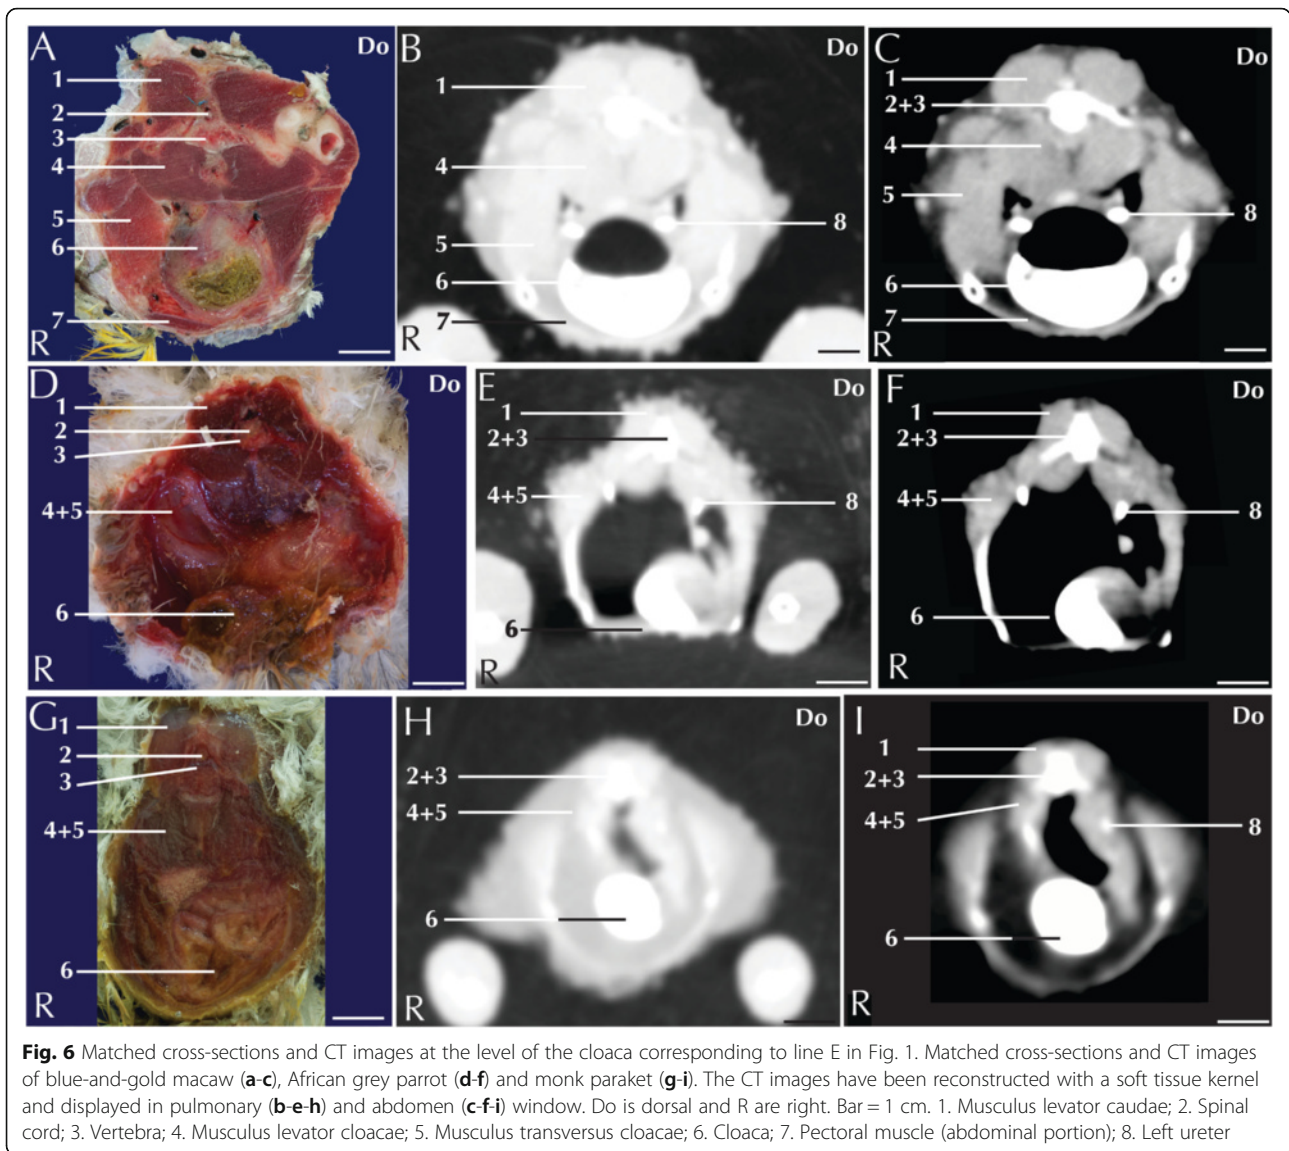 A
Do
1
2
3
4
5
6
7
R
B
Do
1
4
5
6
7
8
R
C
Do
1
2+3
4
5
6
7
8
R
D
Do
1
2
3
4+5
6
R
E
Do
1
2+3
4+5
8
6
R
F
Do
1
2+3
4+5
8
6
R
G
1
2
3
4+5
6
R
H
Do
2+3
4+5
6
R
I
Do
1
2+3
4+5
8
6
R
Fig. 6 Matched cross-sections and CT images at the level of the cloaca corresponding to line E in Fig. 1. Matched cross-sections and CT images
of blue-and-gold macaw (a-c), African grey parrot (d-f) and monk paraket (g-i). The CT images have been reconstructed with a soft tissue kernel
and displayed in pulmonary (b-e-h) and abdomen (c-f-i) window. Do is dorsal and R are right. Bar = 1 cm. 1. Musculus levator caudae; 2. Spinal
cord; 3. Vertebra; 4. Musculus levator cloacae; 5. Musculus transversus cloacae; 6. Cloaca; 7. Pectoral muscle (abdominal portion); 8. Left ureter